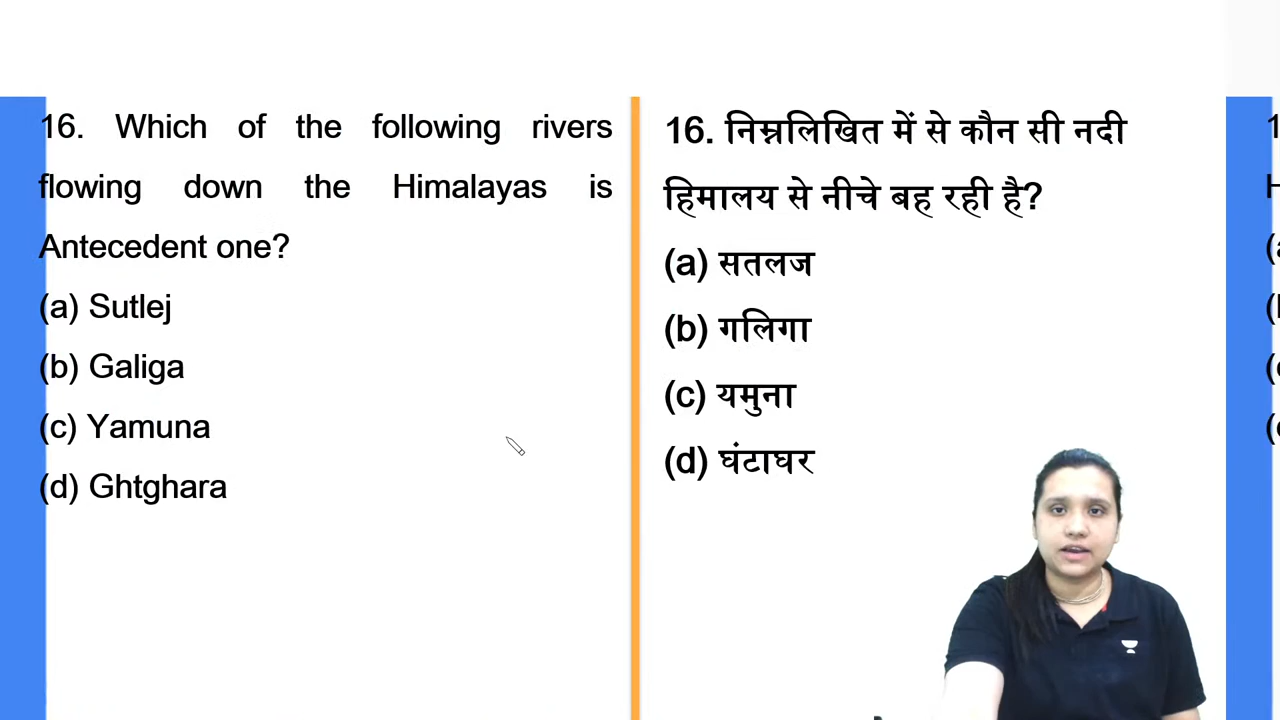 16. Which of the following rivers
flowing down the Himalayas is
Antecedent one?
(a) Sutlej
(b) Galiga
(c) Yamuna
(d) Ghtghara
16. निम्नलिखित में से कौन सी नदी
हिमालय से नीचे बह रही है?
(a) सतलज
(b) गलिगा
(c) यमुना
(d) घंटाघर